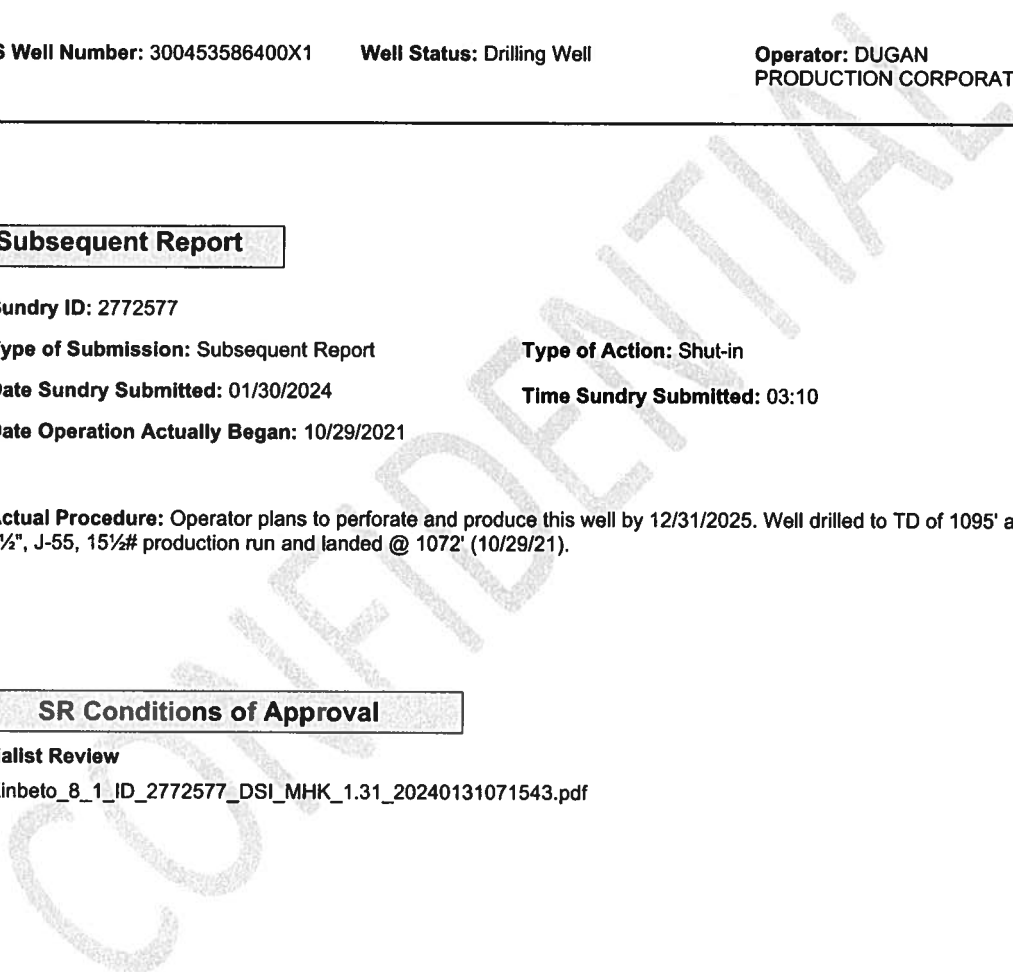 S Well Number: 300453586400X1 Well Status: Drilling Well Operator: DUGAN
PRODUCTION CORPORAT
Subsequent Report
Sundry ID: 2772577
Type of Submission: Subsequent Report Type of Action: Shut-in
Date Sundry Submitted: 01/30/2024 Time Sundry Submitted: 03:10
Date Operation Actually Began: 10/29/2021
Actual Procedure: Operator plans to perforate and produce this well by 12/31/2025. Well drilled to TD of 1095' a
½", J-55, 15½# production run and landed @ 1072' (10/29/21).
SR Conditions of Approval
ialist Review
inbeto_8_1_ID_2772577_DSI_MHK_1.31_20240131071543.pdf
CONFIDENTIAL